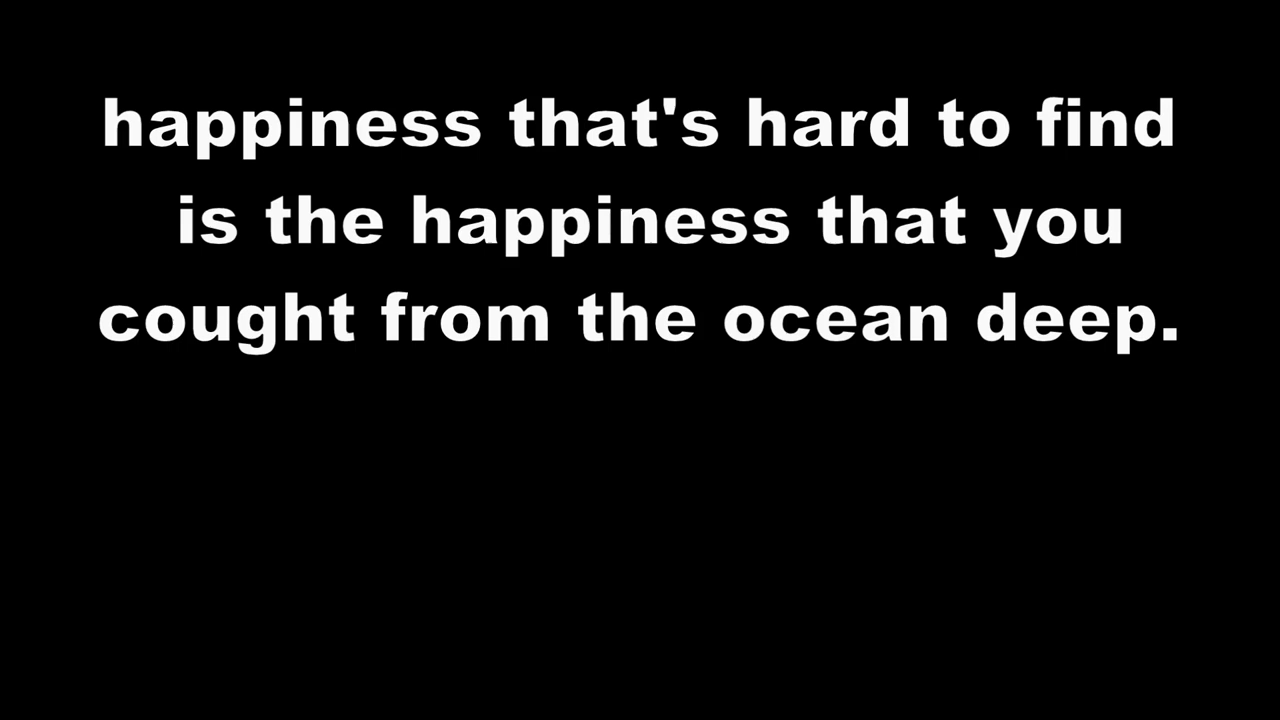 happiness that's hard to find
is the happiness that you
cought from the ocean deep.